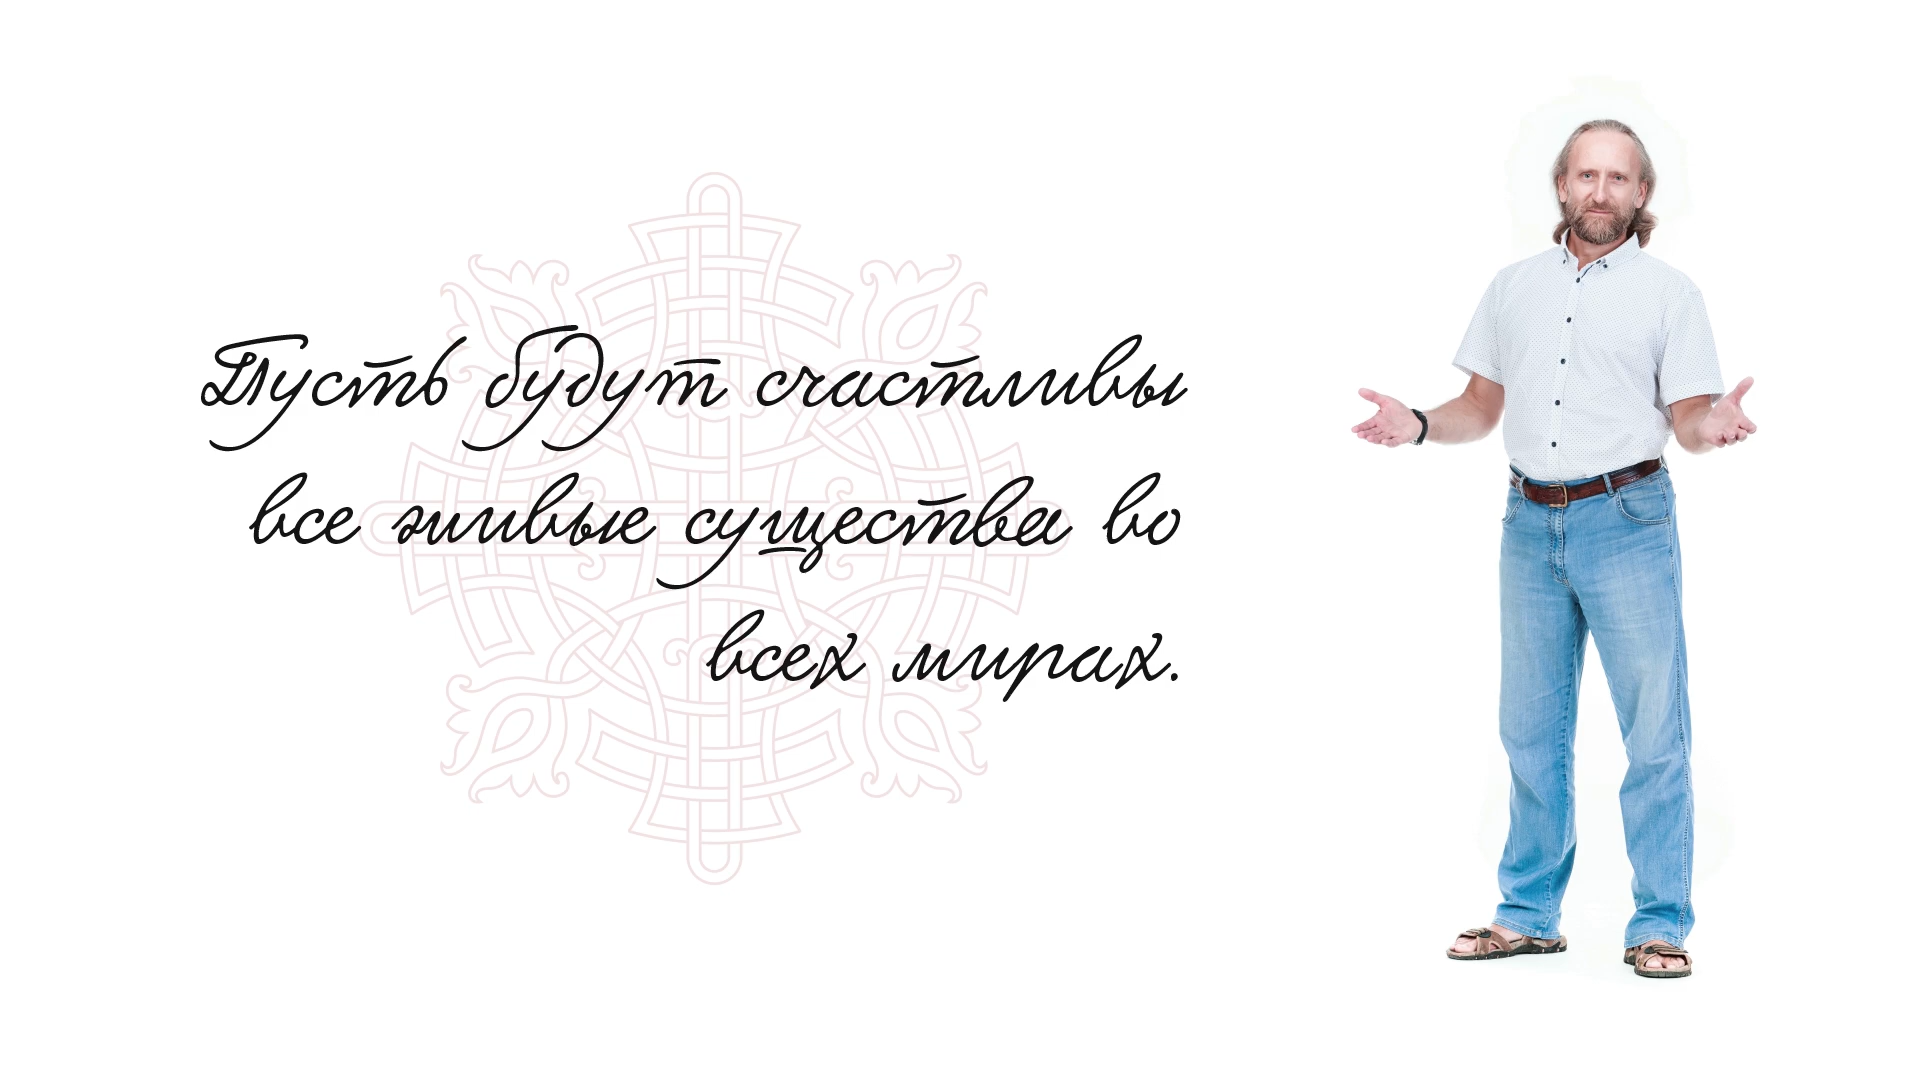 Пусть будут счастливы
все живые существа во
всех мирах.